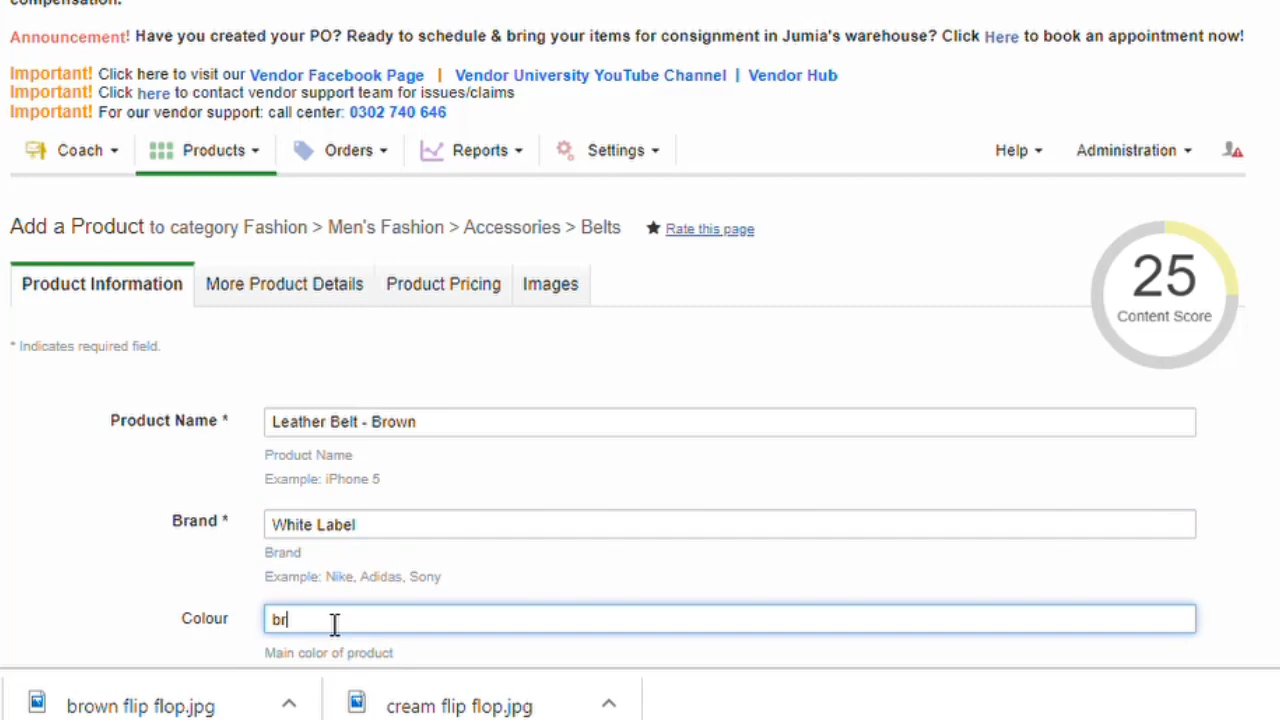 compensation.
Announcement! Have you created your PO? Ready to schedule & bring your items for consignment in Jumia's warehouse? Click Here to book an appointment now!
Important! Click here to visit our Vendor Facebook Page | Vendor University YouTube Channel | Vendor Hub
Important! Click here to contact vendor support team for issues/claims
Important! For our vendor support: call center: 0302 740 646
Coach Products Orders Reports Settings Help Administration
Add a Product to category Fashion > Men's Fashion > Accessories > Belts Rate this page
25
Content Score
Product Information More Product Details Product Pricing Images
* Indicates required field.
Product Name * Leather Belt - Brown
Product Name
Example: iPhone 5
Brand * White Label
Brand
Example: Nike, Adidas, Sony
Colour br
Main color of product
brown flip flop.jpg cream flip flop.jpg